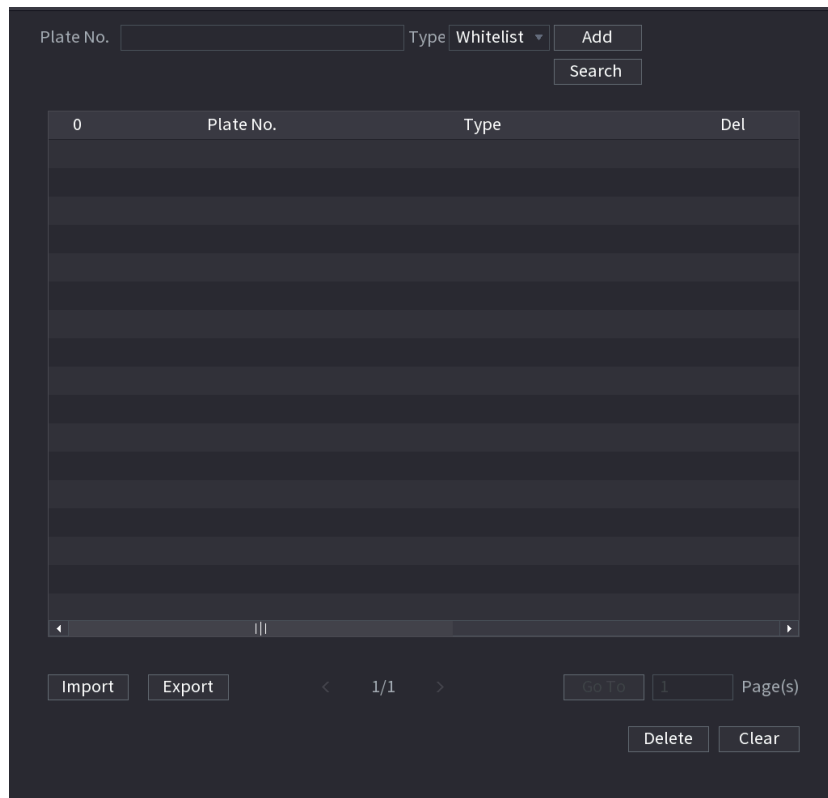 Plate No. Type Whitelist Add
Search
0 Plate No. Type Del
Import Export < 1/1 > Go To 1 Page(s)
Delete Clear